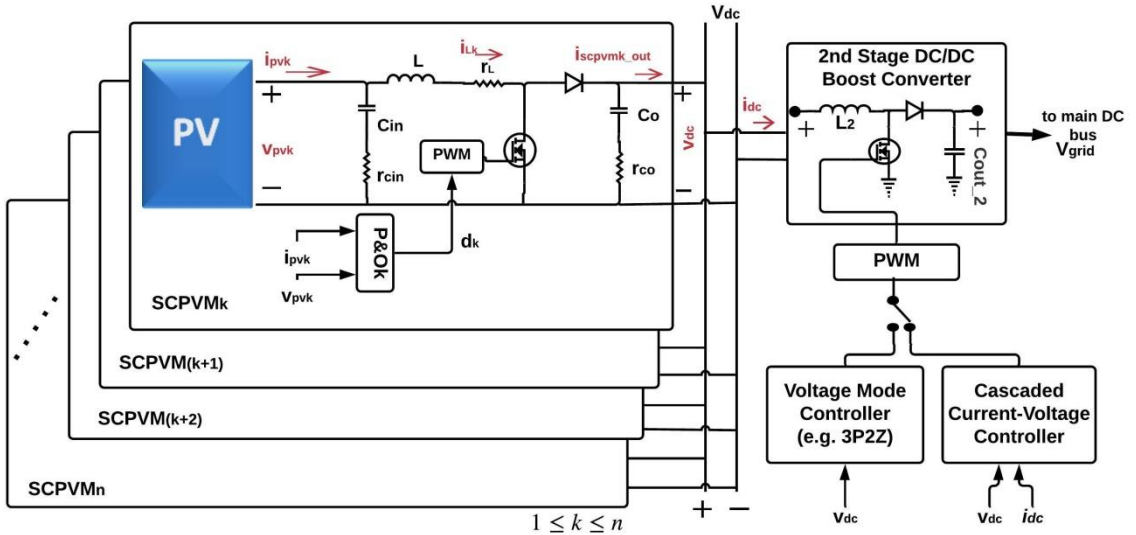 Vdc
ipvk
+
vpvk
−
PV
L
iLk
rL
iscpvmk_out
Cin
rcin
PWM
Co
rco
+
vdc
−
dk
P&Ok
ipvk
vpvk
SCPVMk
SCPVM(k+1)
SCPVM(k+2)
SCPVMn
1 ≤ k ≤ n
+ −
idc
2nd Stage DC/DC
Boost Converter
+
L2
+
Cout_2
to main DC
bus
Vgrid
PWM
Voltage Mode
Controller
(e.g. 3P2Z)
Cascaded
Current-Voltage
Controller
vdc
vdc
idc